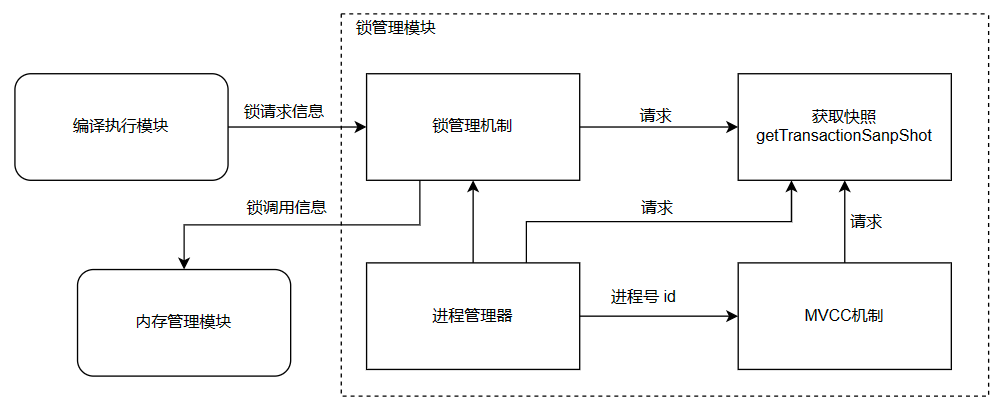 锁管理模块
编译执行模块
锁请求信息
锁管理机制
请求
获取快照
getTransactionSanpShot
锁调用信息
请求
请求
内存管理模块
进程管理器
进程号 id
MVCC机制